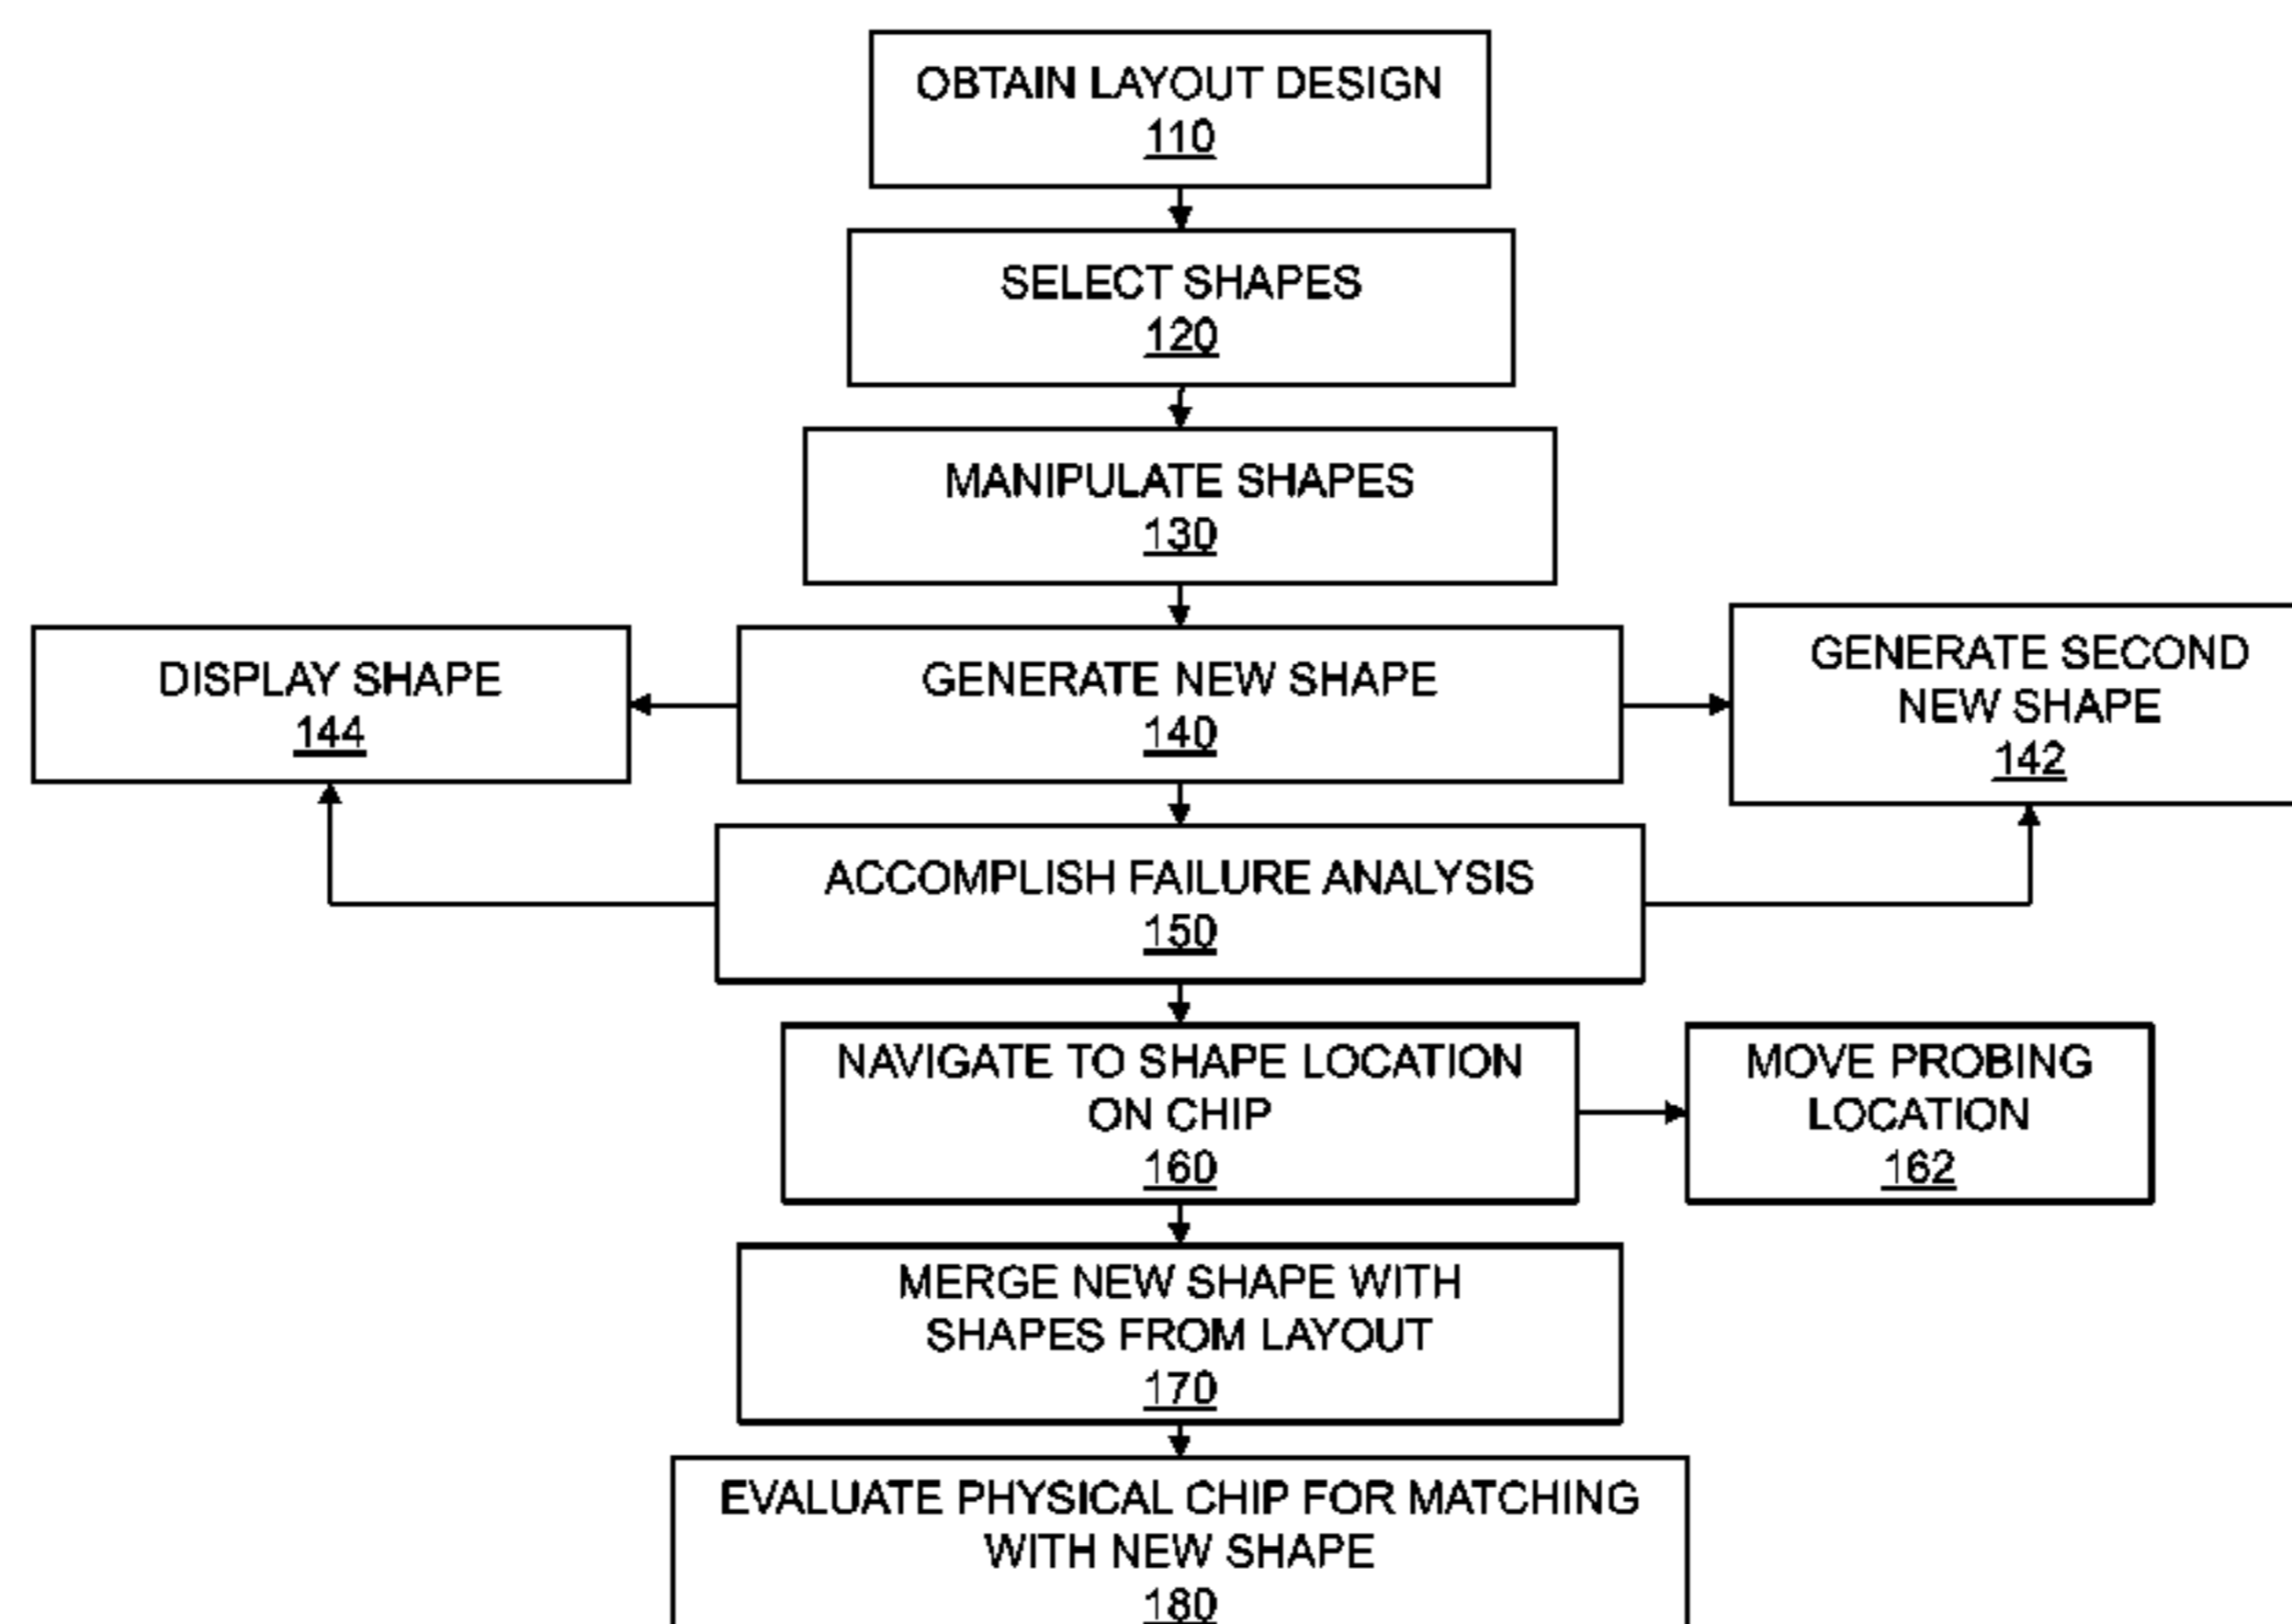 OBTAIN LAYOUT DESIGN
110
SELECT SHAPES
120
MANIPULATE SHAPES
130
DISPLAY SHAPE
144
GENERATE NEW SHAPE
140
GENERATE SECOND
NEW SHAPE
142
ACCOMPLISH FAILURE ANALYSIS
150
NAVIGATE TO SHAPE LOCATION
ON CHIP
160
MOVE PROBING
LOCATION
162
MERGE NEW SHAPE WITH
SHAPES FROM LAYOUT
170
EVALUATE PHYSICAL CHIP FOR MATCHING
WITH NEW SHAPE
180